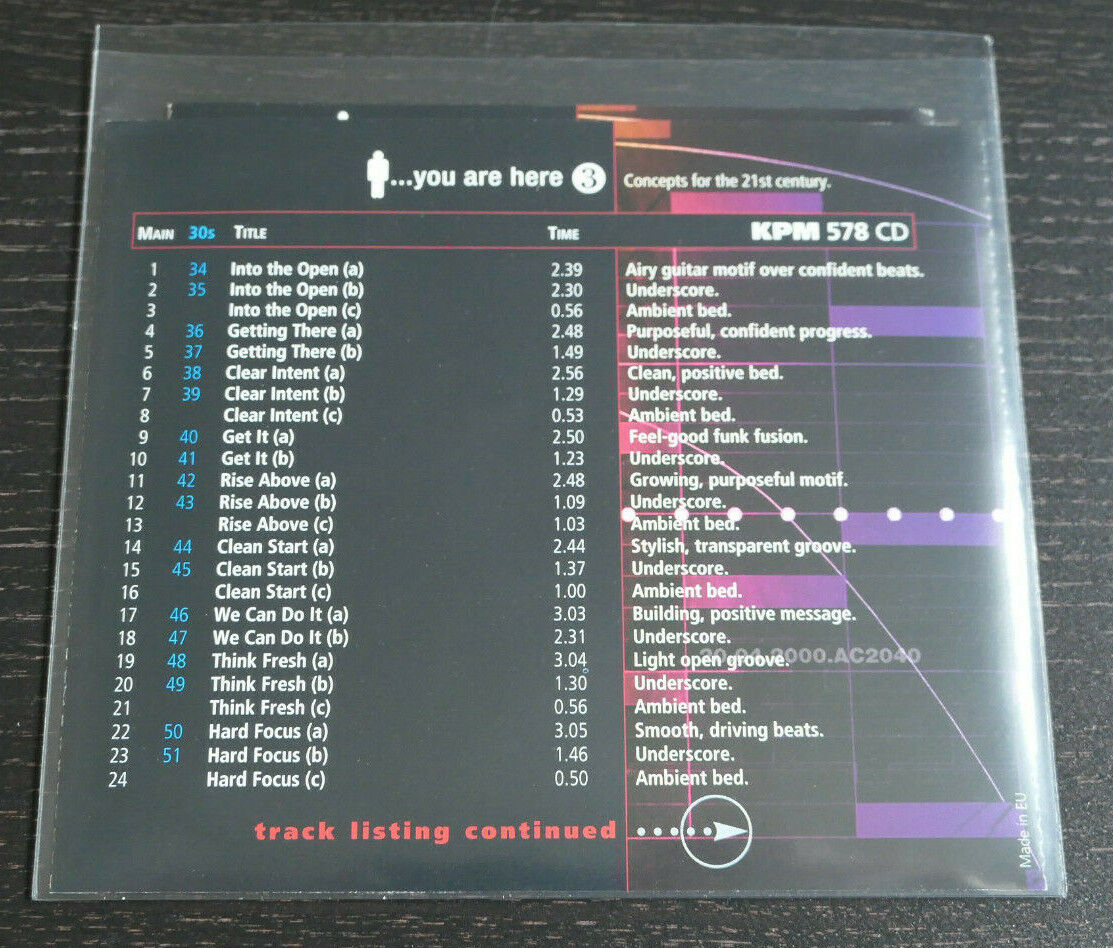 ...you are here 3
Concepts for the 21st century.
MAIN 30s TITLE TIME KPM 578 CD
1 34 Into the Open (a) 2.39 Airy guitar motif over confident beats.
2 35 Into the Open (b) 2.30 Underscore.
3 Into the Open (c) 0.56 Ambient bed.
4 36 Getting There (a) 2.48 Purposeful, confident progress.
5 37 Getting There (b) 1.49 Underscore.
6 38 Clear Intent (a) 2.56 Clean, positive bed.
7 39 Clear Intent (b) 1.29 Underscore.
8 Clear Intent (c) 0.53 Ambient bed.
9 40 Get It (a) 2.50 Feel-good funk fusion.
10 41 Get It (b) 1.23 Underscore.
11 42 Rise Above (a) 2.48 Growing, purposeful motif.
12 43 Rise Above (b) 1.09 Underscore.
13 Rise Above (c) 1.03 Ambient bed.
14 44 Clean Start (a) 2.44 Stylish, transparent groove.
15 45 Clean Start (b) 1.37 Underscore.
16 Clean Start (c) 1.00 Ambient bed.
17 46 We Can Do It (a) 3.03 Building, positive message.
18 47 We Can Do It (b) 2.31 Underscore.
19 48 Think Fresh (a) 3.04 Light open groove.
20.04.2000.AC2040
20 49 Think Fresh (b) 1.30 Underscore.
21 Think Fresh (c) 0.56 Ambient bed.
22 50 Hard Focus (a) 3.05 Smooth, driving beats.
23 51 Hard Focus (b) 1.46 Underscore.
24 Hard Focus (c) 0.50 Ambient bed.
track listing continued
Made in EU